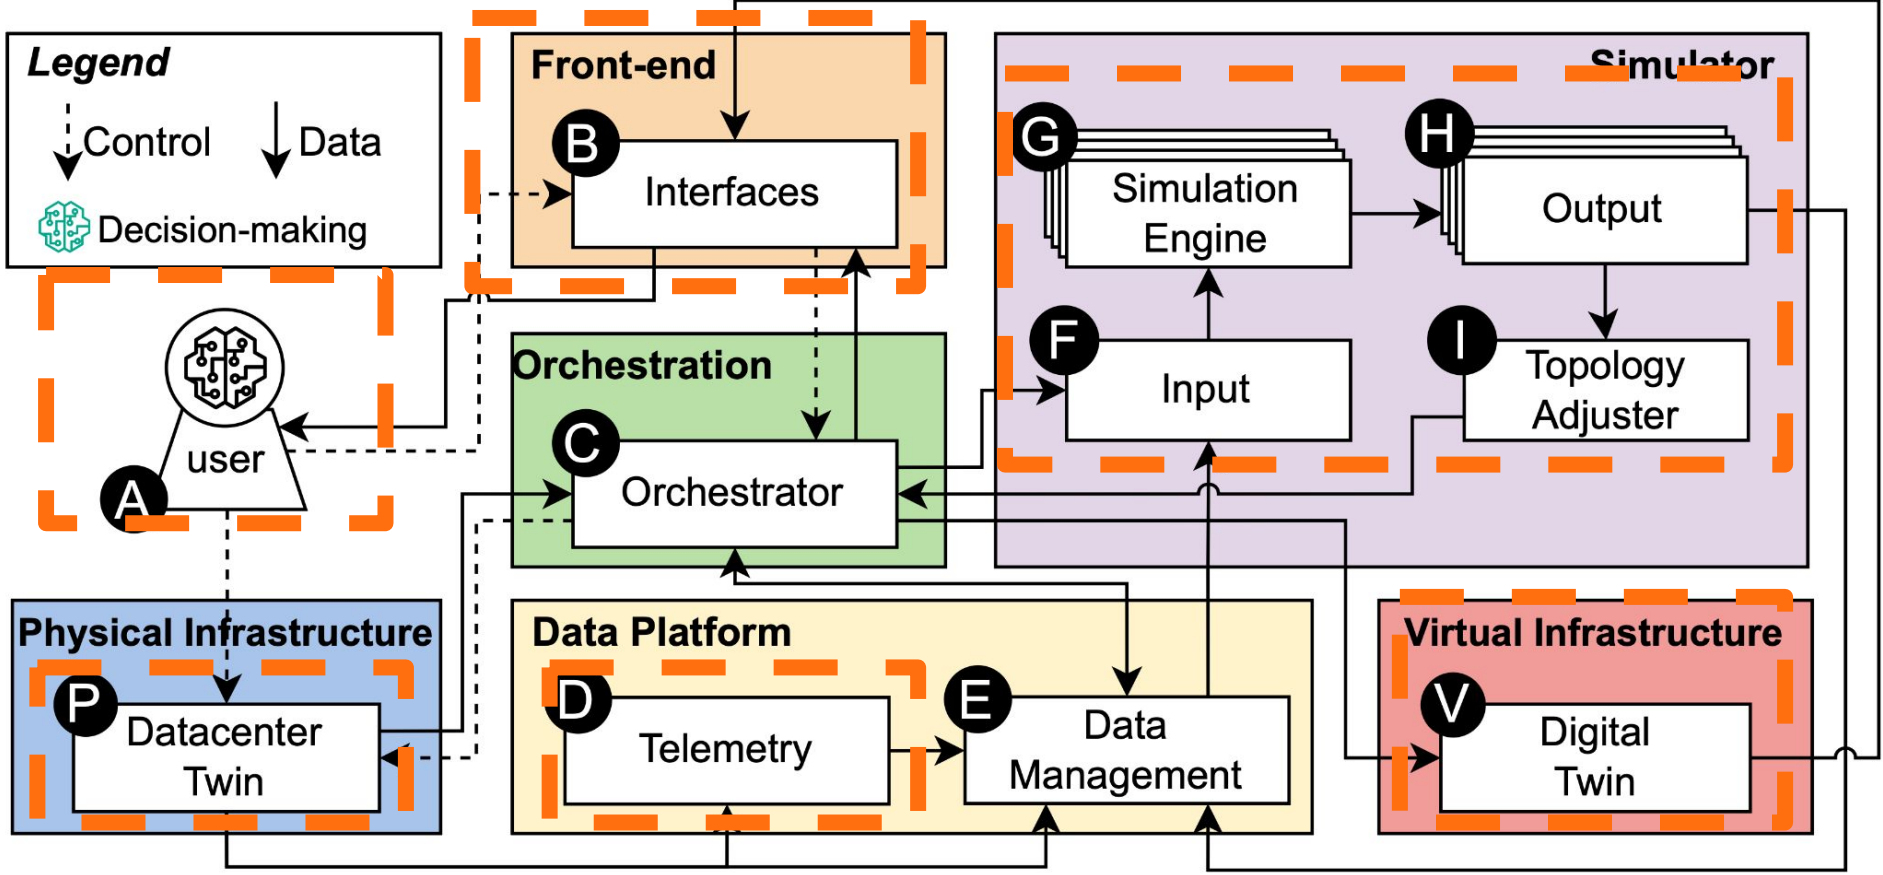 Legend
Control
Data
Decision-making
Front-end
B
Interfaces
Simulator
G
Simulation
Engine
H
Output
F
Input
I
Topology
Adjuster
user
A
Orchestration
C
Orchestrator
Physical Infrastructure
P
Datacenter
Twin
Data Platform
D
Telemetry
E
Data
Management
Virtual Infrastructure
V
Digital
Twin